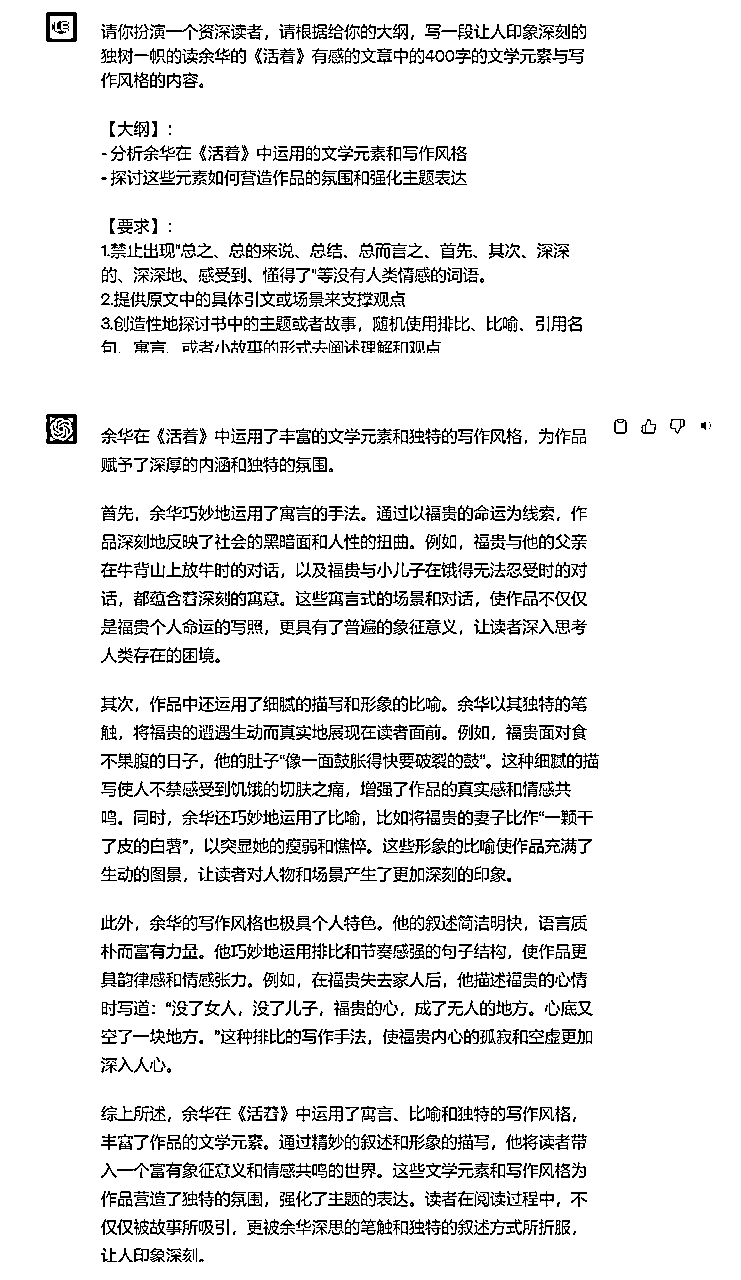 请你扮演一个资深读者，请根据给你的大纲，写一段让人印象深刻的
独树一帜的读余华的《活着》有感的文章中的400字的文学元素与写
作风格的内容。
【大纲】：
- 分析余华在《活着》中运用的文学元素和写作风格
- 探讨这些元素如何营造作品的氛围和强化主题表达
【要求】：
1.禁止出现"总之、总的来说、总结、总而言之、首先、其次、深深
的、深深地、感受到、懂得了"等没有人类情感的词语。
2.提供原文中的具体引文或场景来支撑观点
3.创造性地探讨书中的主题或者故事，随机使用排比、比喻、引用名
句、寓言、或者小故事的形式去阐述理解和观点
余华在《活着》中运用了丰富的文学元素和独特的写作风格，为作品
赋予了深厚的内涵和独特的氛围。
首先，余华巧妙地运用了寓言的手法。通过以福贵的命运为线索，作
品深刻地反映了社会的黑暗面和人性的扭曲。例如，福贵与他的父亲
在牛背山上放牛时的对话，以及福贵与小儿子在饿得无法忍受时的对
话，都蕴含着深刻的寓意。这些寓言式的场景和对话，使作品不仅仅
是福贵个人命运的写照，更具有了普遍的象征意义，让读者深入思考
人类存在的困境。
其次，作品中还运用了细腻的描写和形象的比喻。余华以其独特的笔
触，将福贵的遭遇生动而真实地展现在读者面前。例如，福贵面对食
不果腹的日子，他的肚子“像一面鼓胀得快要破裂的鼓”。这种细腻的描
写使人不禁感受到饥饿的切肤之痛，增强了作品的真实感和情感共
鸣。同时，余华还巧妙地运用了比喻，比如将福贵的妻子比作“一颗干
了皮的白薯”，以突显她的瘦弱和憔悴。这些形象的比喻使作品充满了
生动的图景，让读者对人物和场景产生了更加深刻的印象。
此外，余华的写作风格也极具个人特色。他的叙述简洁明快，语言质
朴而富有力量。他巧妙地运用排比和节奏感强的句子结构，使作品更
具韵律感和情感张力。例如，在福贵失去家人后，他描述福贵的心情
时写道：“没了女人，没了儿子，福贵的心，成了无人的地方。心底又
空了一块地方。”这种排比的写作手法，使福贵内心的孤寂和空虚更加
深入人心。
综上所述，余华在《活着》中运用了寓言、比喻和独特的写作风格，
丰富了作品的文学元素。通过精妙的叙述和形象的描写，他将读者带
入一个富有象征意义和情感共鸣的世界。这些文学元素和写作风格为
作品营造了独特的氛围，强化了主题的表达。读者在阅读过程中，不
仅仅被故事所吸引，更被余华深思的笔触和独特的叙述方式所折服，
让人印象深刻。